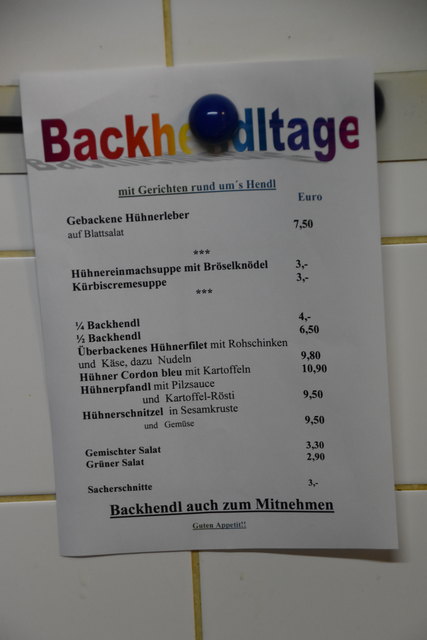 Backhendltage
mit Gerichten rund um´s Hendl
Euro
Gebackene Hühnerleber 7,50
auf Blattsalat
***
Hühnereinmachsuppe mit Bröselknödel 3,-
Kürbiscremesuppe 3,-
***
¼ Backhendl 4,-
½ Backhendl 6,50
Überbackenes Hühnerfilet mit Rohschinken
und Käse, dazu Nudeln 9,80
Hühner Cordon bleu mit Kartoffeln 10,90
Hühnerpfandl mit Pilzsauce
und Kartoffel-Rösti 9,50
Hühnerschnitzel in Sesamkruste
und Gemüse 9,50
Gemischter Salat 3,30
Grüner Salat 2,90
Sacherschnitte 3,-
Backhendl auch zum Mitnehmen
Guten Appetit!!